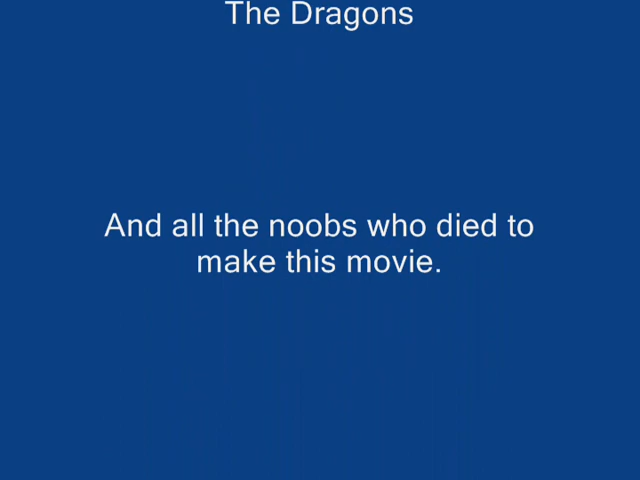 The Dragons
And all the noobs who died to
make this movie.